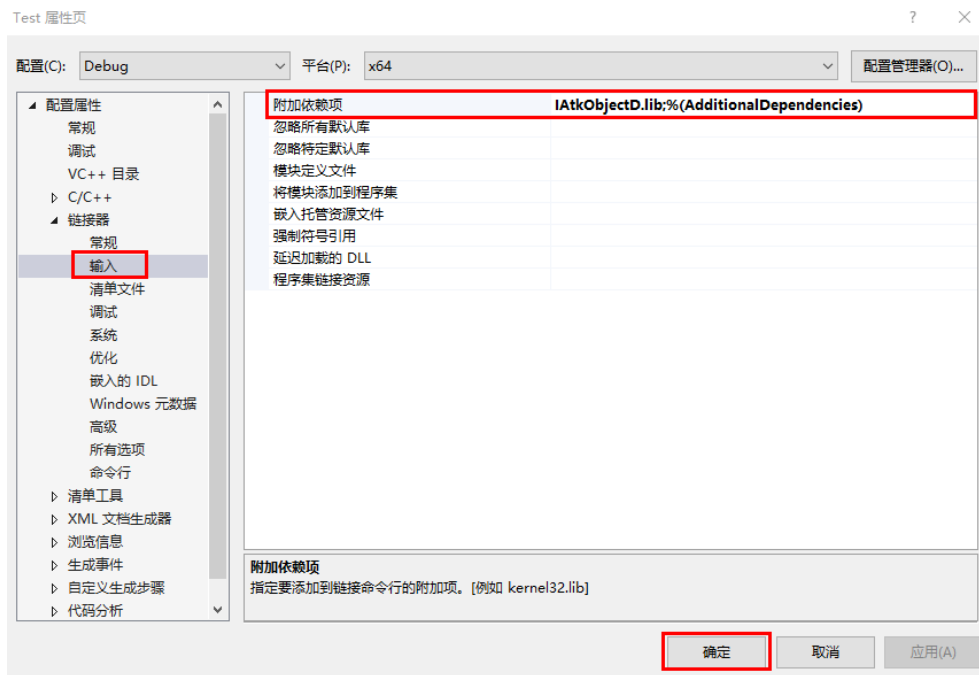 Test 属性页
配置(C): Debug 平台(P): x64 配置管理器(O)...
配置属性
常规
调试
VC++ 目录
C/C++
链接器
常规
输入
清单文件
调试
系统
优化
嵌入的 IDL
Windows 元数据
高级
所有选项
命令行
清单工具
XML 文档生成器
浏览信息
生成事件
自定义生成步骤
代码分析
附加依赖项 IAtkObjectD.lib;%(AdditionalDependencies)
忽略所有默认库
忽略特定默认库
模块定义文件
将模块添加到程序集
嵌入托管资源文件
强制符号引用
延迟加载的 DLL
程序集链接资源
附加依赖项
指定要添加到链接命令行的附加项。[例如 kernel32.lib]
确定 取消 应用(A)